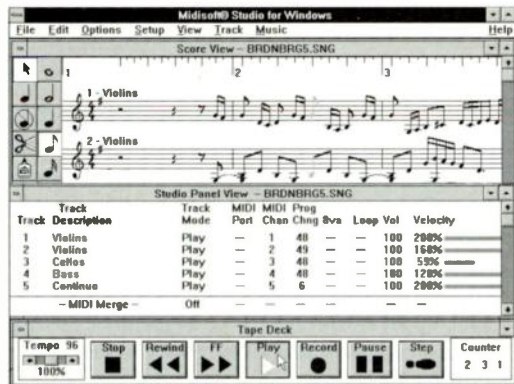 Midisoft® Studio for Windows
File Edit Options Setup View Track Music Help
Score View – BRDNBRG5.SNG
1 2 3
1 - Violins
2 - Violins
Studio Panel View – BRDNBRG5.SNG
Track Track MIDI MIDI Prog
Track Description Mode Port Chan Chng 8va Loop Vol Velocity
1 Violins Play — 1 48 — — 100 200%
2 Violins Play — 2 49 — — 100 160%
3 Cellos Play — 3 48 — — 100 59%
4 Bass Play — 4 48 — — 100 120%
5 Continuo Play — 5 6 — — 100 200%
– MIDI Merge – Off — — — — — —
Tape Deck
Tempo 96 Stop Rewind FF Play Record Pause Step Counter
100% 2 3 1